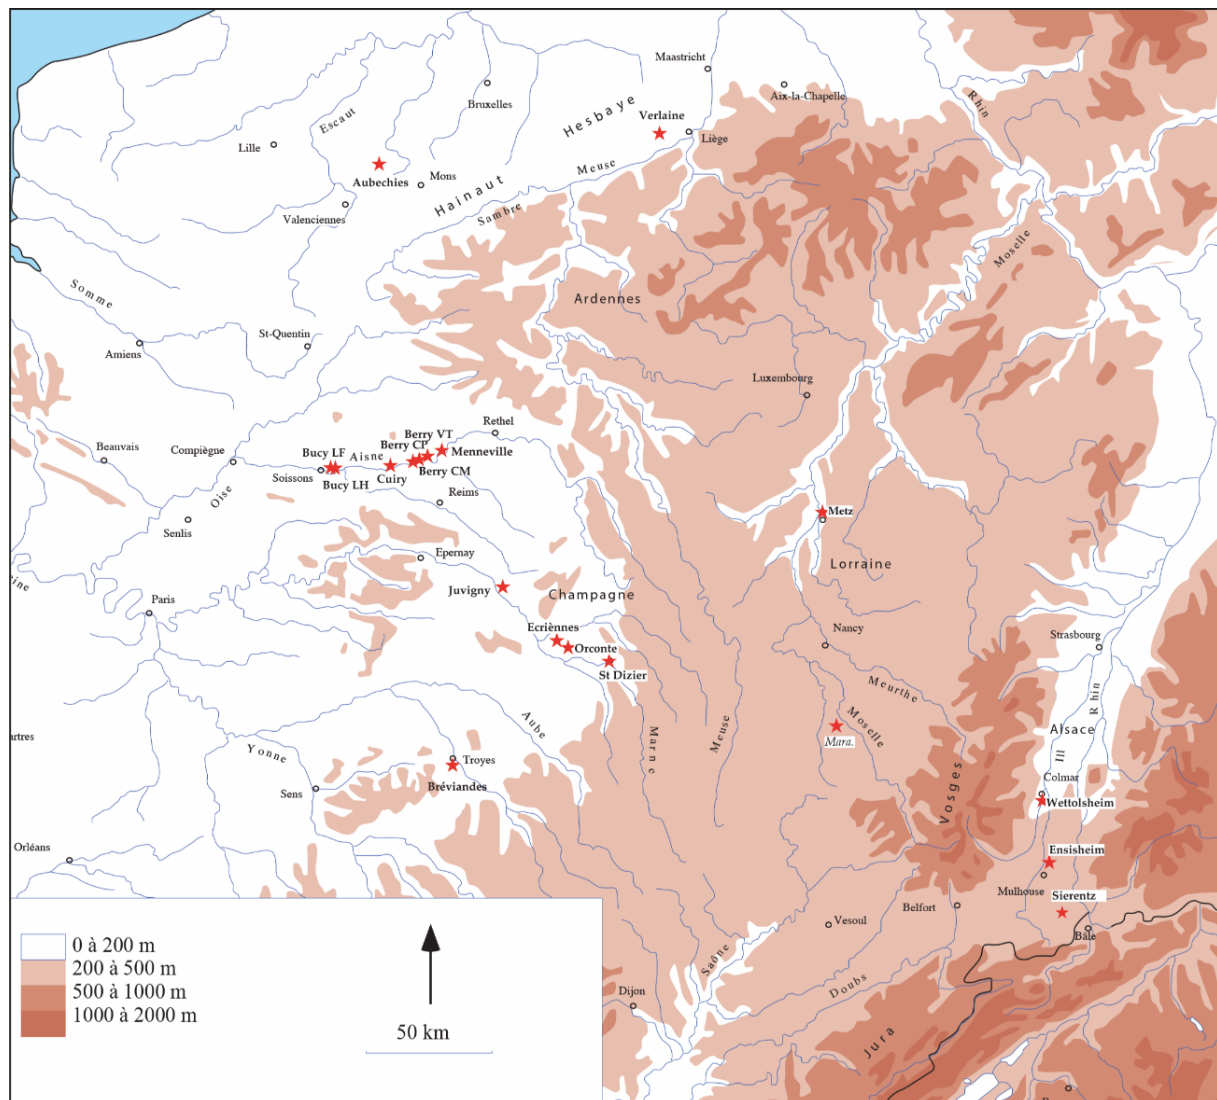 Maastricht
Aix-la-Chapelle
Rhin
Bruxelles
Hesbaye
Escaut
Verlaine
Liège
Lille
Meuse
Aubechies
Mons
Hainaut
Sambre
Valenciennes
Moselle
Somme
Ardennes
St-Quentin
Amiens
Luxembourg
Rethel
Berry VT
Berry CP
Menneville
Beauvais
Compiègne
Bucy LF
Aisne
Berry CM
Soissons
Cuiry
Bucy LH
Reims
Oise
Senlis
Metz
Epernay
Lorraine
Juvigny
Champagne
Paris
Ecriènnes
Orconte
Nancy
Strasbourg
St Dizier
Meurthe
Rhin
Aube
Moselle
Marne
Meuse
Mara.
Alsace
Ill
artres
Yonne
Troyes
Vosges
Colmar
Sens
Bréviandes
Wettolsheim
Orléans
Ensisheim
Mulhouse
Sierentz
Belfort
Vesoul
Bâle
Saône
Doubs
Dijon
Jura
0 à 200 m
200 à 500 m
500 à 1000 m
1000 à 2000 m
50 km